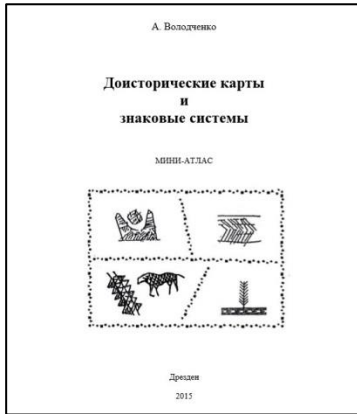 А. Володченко
Доисторические карты
и
знаковые системы
МИНИ-АТЛАС
Дрезден
2015